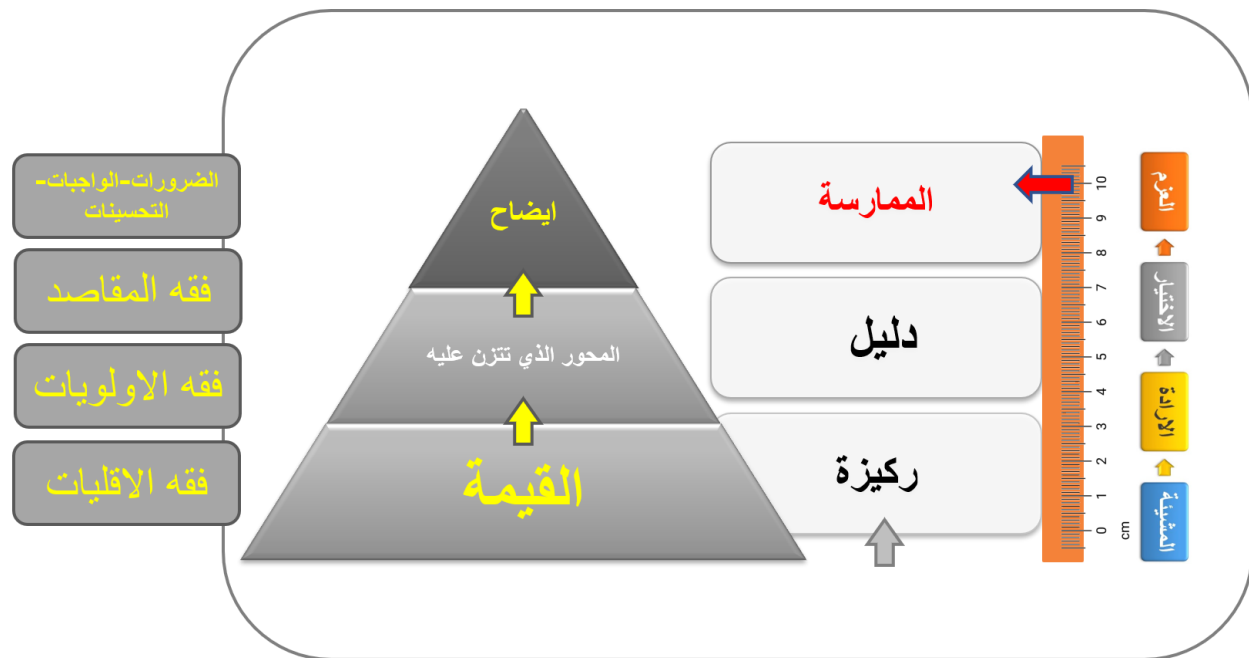 العزم
الاختيار
الارادة
المشيئة
10
9
8
7
6
5
4
3
2
1
0
cm
الممارسة
دليل
ركيزة
ايضاح
المحور الذي تتزن عليه
القيمة
الضرورات-الواجبات-
التحسينات
فقه المقاصد
فقه الاولويات
فقه الاقليات